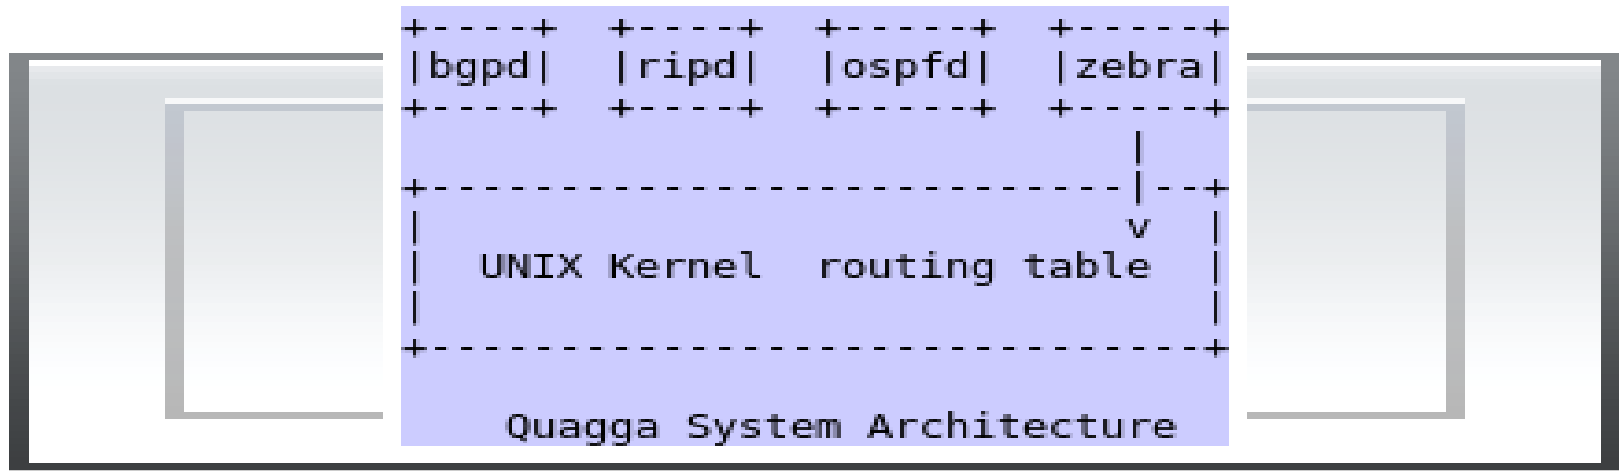 +----+  +----+  +-----+  +-----+
|bgpd|  |ripd|  |ospfd|  |zebra|
+----+  +----+  +-----+  +-----+
                            |
+---------------------------|--+
|                           v  |
|  UNIX Kernel  routing table  |
|                              |
+------------------------------+
Quagga System Architecture